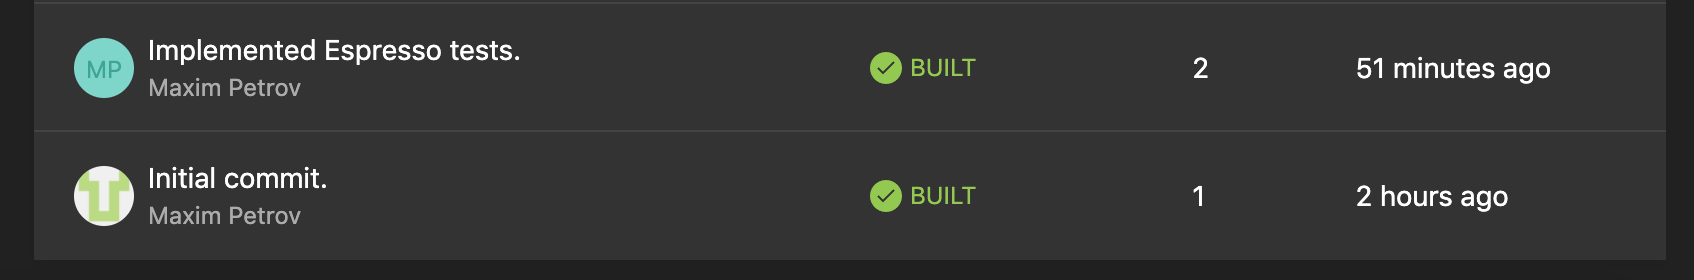 MP
Implemented Espresso tests.
Maxim Petrov
BUILT
2
51 minutes ago
Initial commit.
Maxim Petrov
BUILT
1
2 hours ago